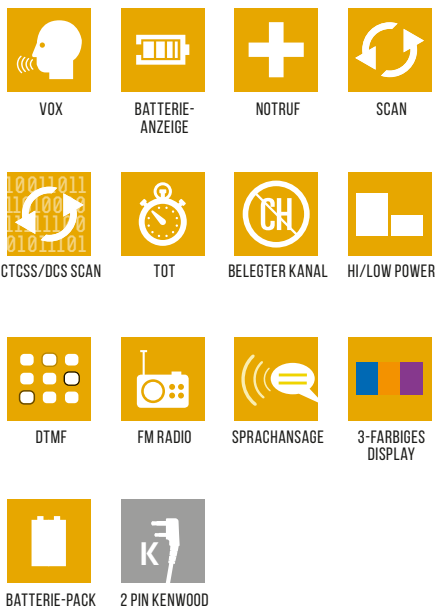 VOX
BATTERIE-
ANZEIGE
NOTRUF
SCAN
10011011
CTCSS/DCS SCAN
TOT
CH
BELEGTER KANAL
HI/LOW POWER
01011101
DTMF
FM RADIO
SPRACHANSAGE
3-FARBIGES
DISPLAY
K
BATTERIE-PACK
2 PIN KENWOOD